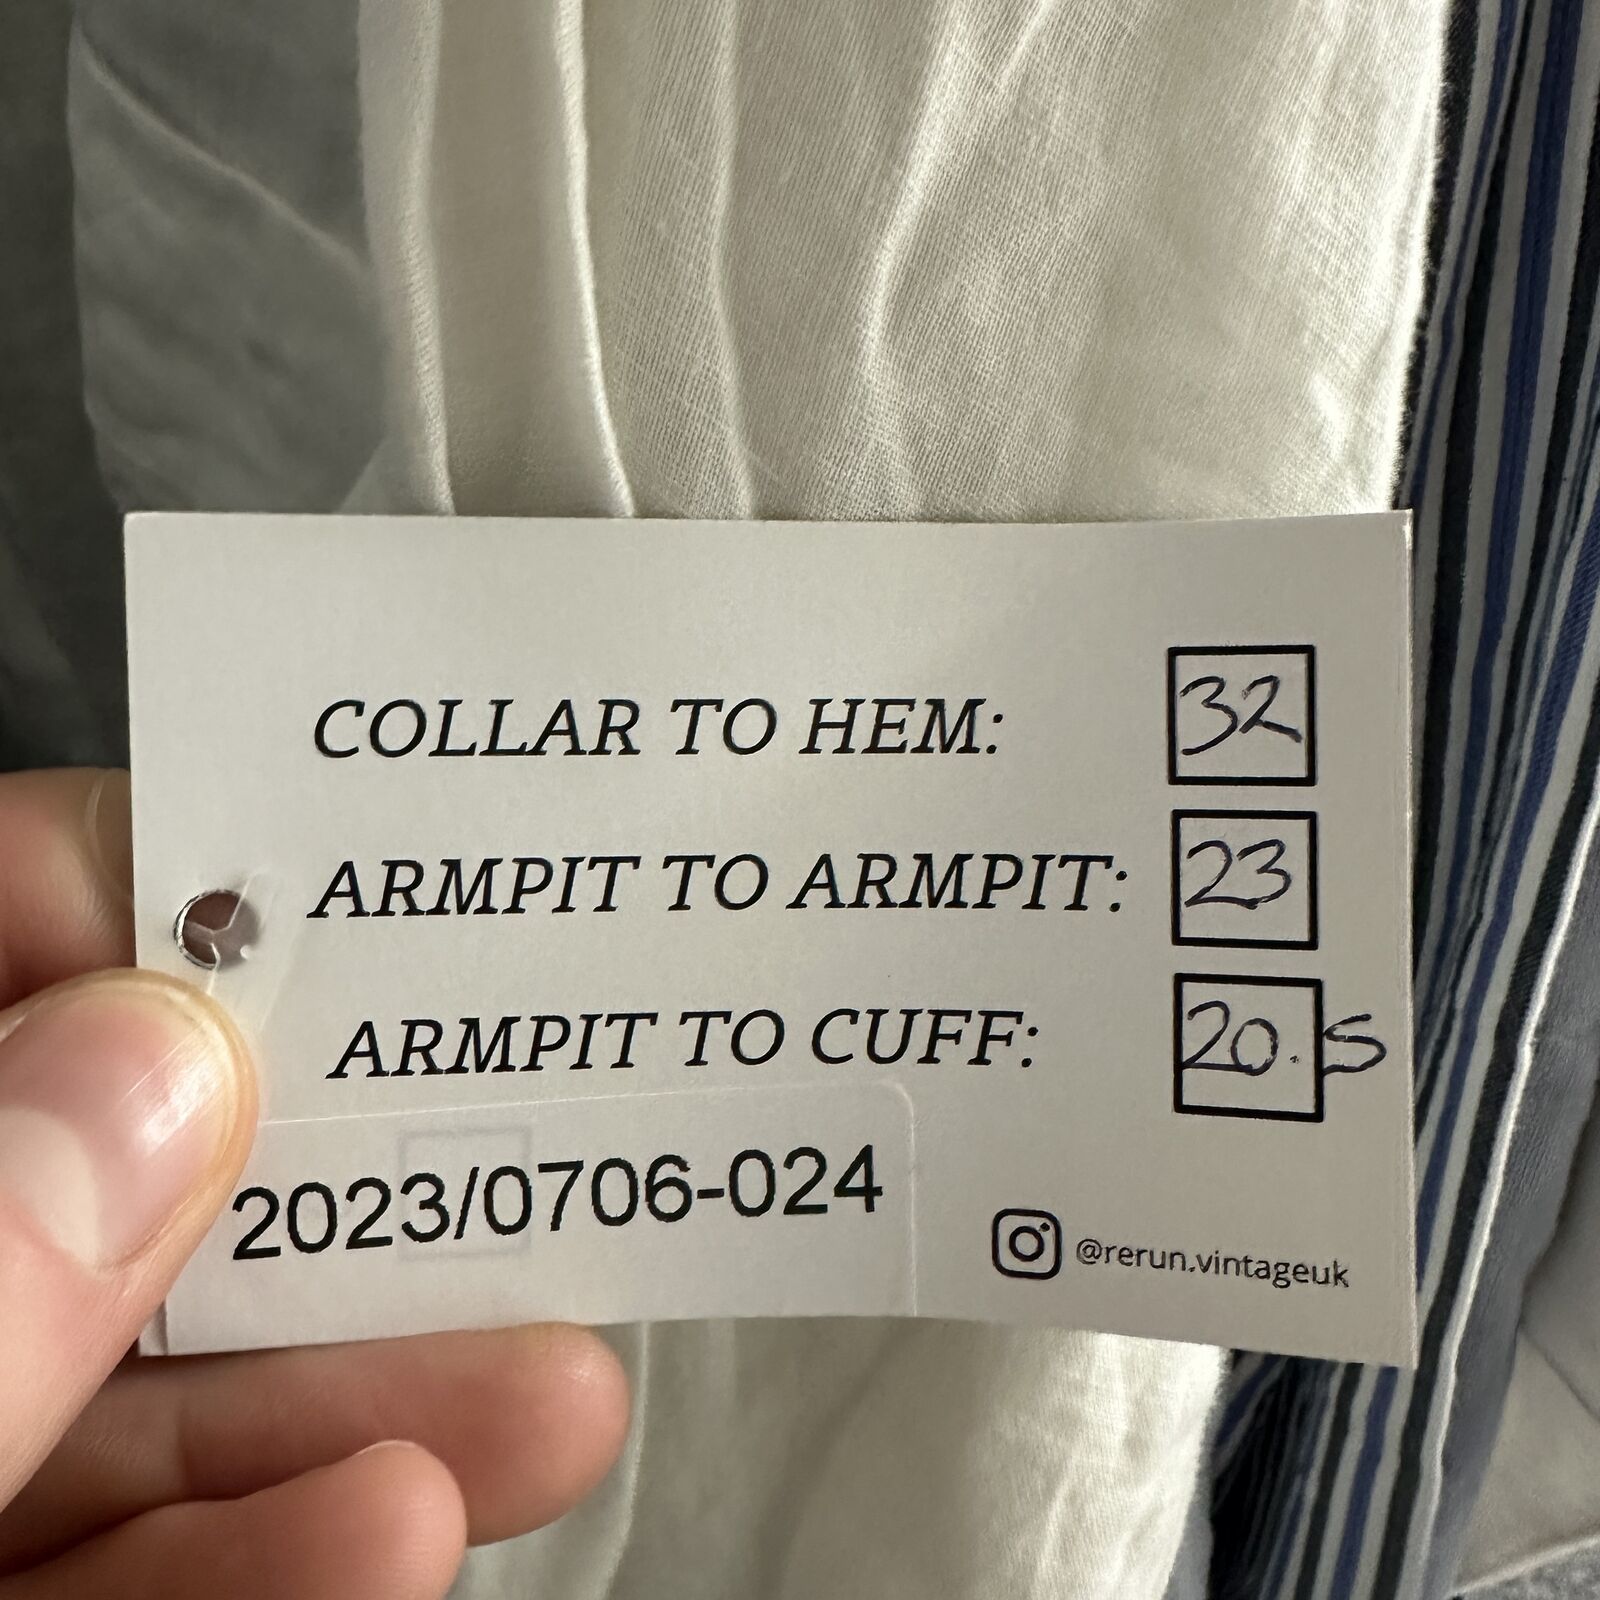 COLLAR TO HEM: 32
ARMPIT TO ARMPIT: 23
ARMPIT TO CUFF: 20.5
2023/0706-024
@rerun.vintageuk